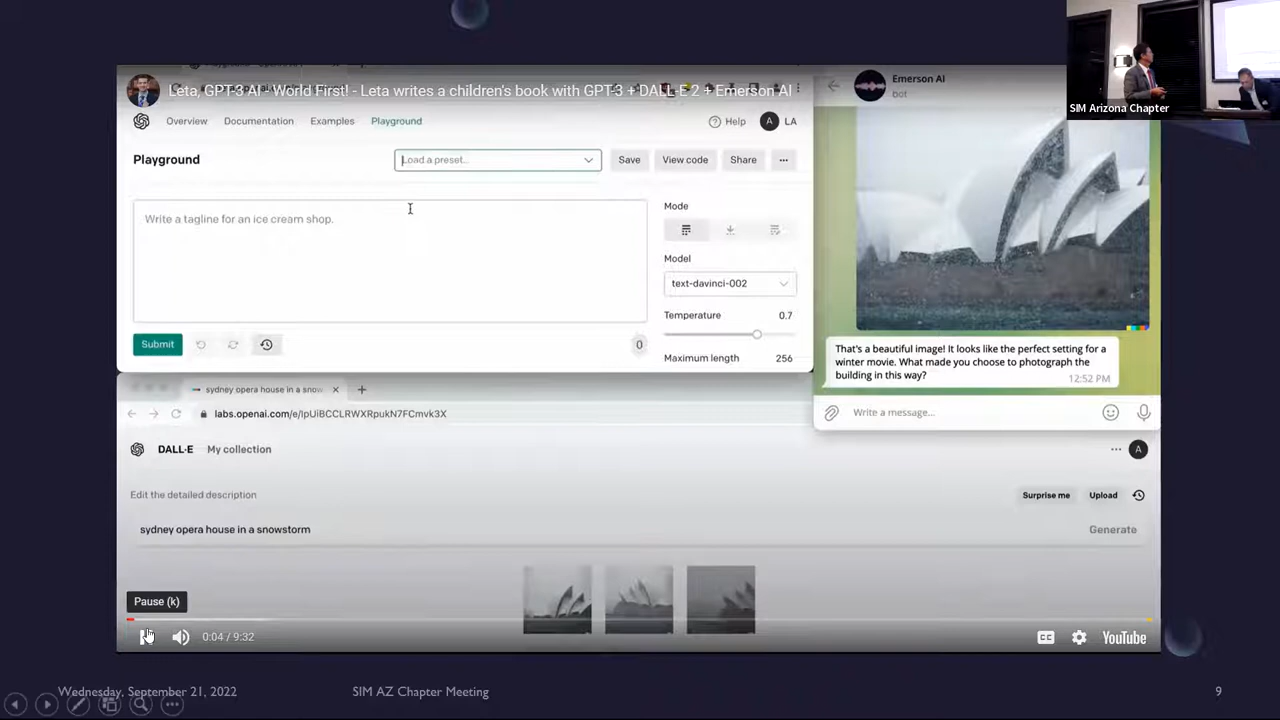 SIM Arizona Chapter
Leta, GPT-3 AI - World First! - Leta writes a children's book with GPT-3 + DALL-E 2 + Emerson AI
Emerson AI
bot
Overview
Documentation
Examples
Playground
Help
A
LA
Playground
Load a preset...
Save
View code
Share
...
Write a tagline for an ice cream shop.
Mode
Model
text-davinci-002
Temperature 0.7
Maximum length 256
Submit
0
That's a beautiful image! It looks like the perfect setting for a
winter movie. What made you choose to photograph the
building in this way?
12:52 PM
Write a message...
sydney opera house in a snow
labs.openai.com/e/IpUiBCCLRWXRpukN7FCmvk3X
DALL·E
My collection
...
A
Edit the detailed description
Surprise me
Upload
sydney opera house in a snowstorm
Generate
Pause (k)
0:04 / 9:32
CC
YouTube
Wednesday, September 21, 2022
SIM AZ Chapter Meeting
9